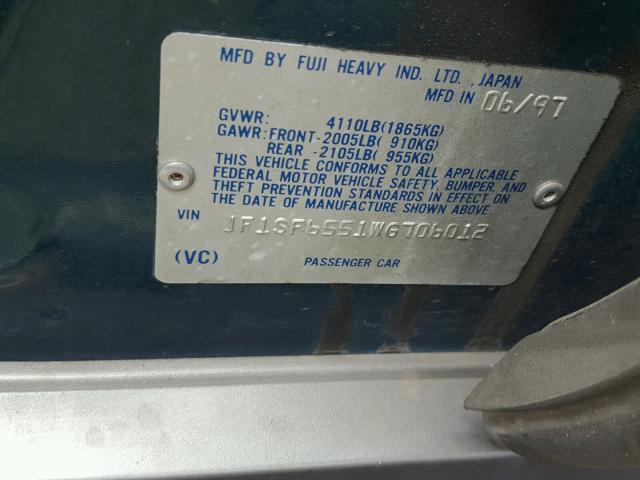 MFD BY FUJI HEAVY IND. LTD., JAPAN
MFD IN 06/97
GVWR: 4110LB(1865KG)
GAWR:FRONT-2005LB( 910KG)
REAR -2105LB( 955KG)
THIS VEHICLE CONFORMS TO ALL APPLICABLE
FEDERAL MOTOR VEHICLE SAFETY, BUMPER, AND
THEFT PREVENTION STANDARDS IN EFFECT ON
THE DATE OF MANUFACTURE SHOWN ABOVE.
VIN JF1SF6551WG706012
(VC) PASSENGER CAR